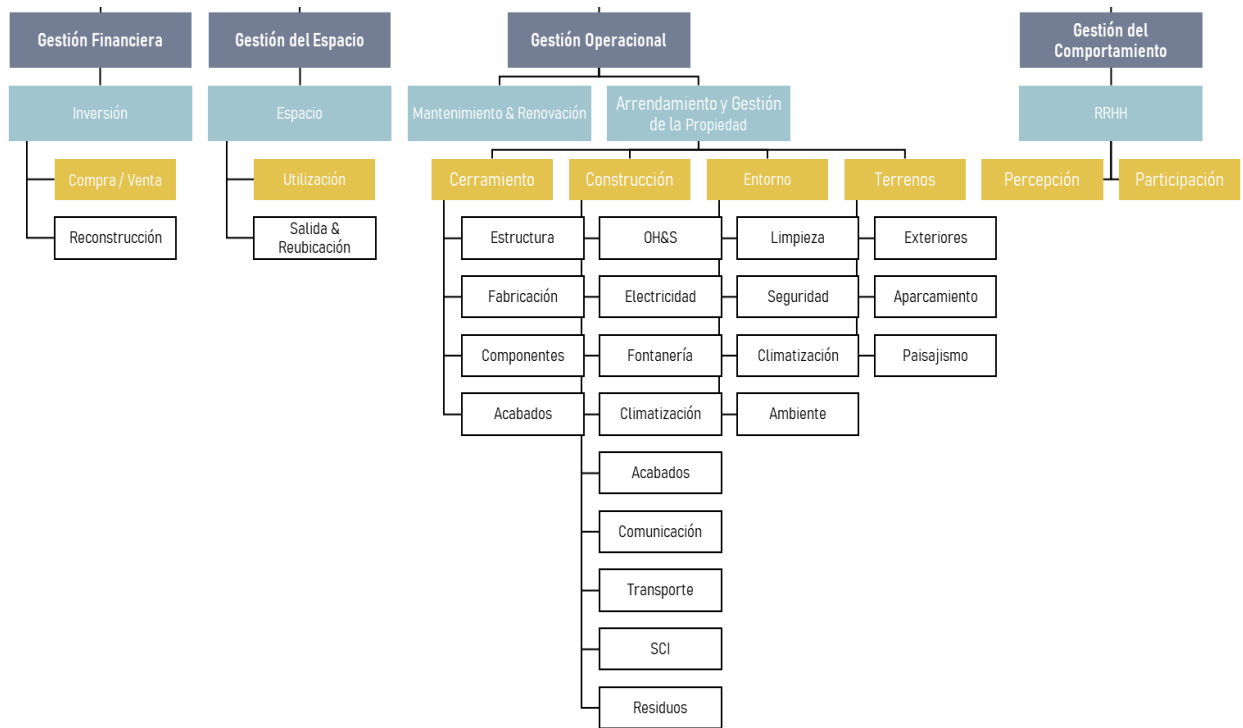 Gestión Financiera
Gestión del Espacio
Gestión Operacional
Gestión del
Comportamiento
Inversión
Espacio
Mantenimiento & Renovación
Arrendamiento y Gestión
de la Propiedad
RRHH
Compra / Venta
Utilización
Cerramiento
Construcción
Entorno
Terrenos
Percepción
Participación
Reconstrucción
Salida &
Reubicación
Estructura
OH&S
Limpieza
Exteriores
Fabricación
Electricidad
Seguridad
Aparcamiento
Componentes
Fontanería
Climatización
Paisajismo
Acabados
Climatización
Ambiente
Acabados
Comunicación
Transporte
SCI
Residuos